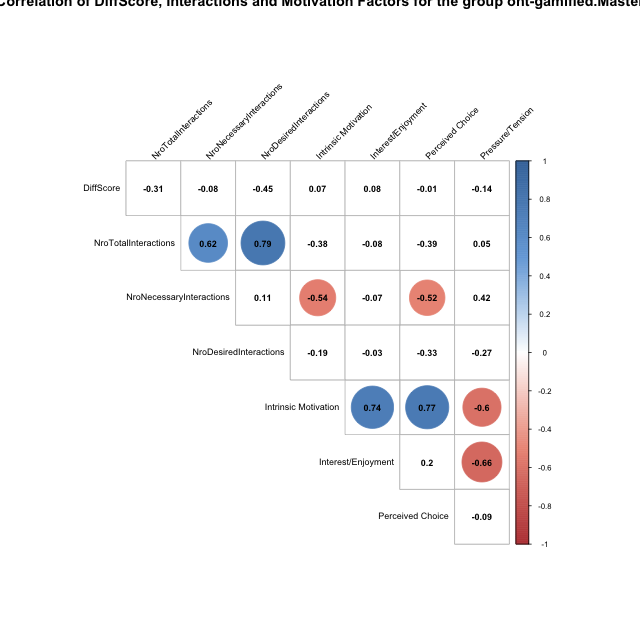 Correlation of DiffScore, Interactions and Motivation Factors for the group ont-gamified.Master
NroTotalInteractions
NroNecessaryInteractions
NroDesiredInteractions
Intrinsic Motivation
Interest/Enjoyment
Perceived Choice
Pressure/Tension
DiffScore -0.31 -0.08 -0.45 0.07 0.08 -0.01 -0.14
NroTotalInteractions 0.62 0.79 -0.38 -0.08 -0.39 0.05
NroNecessaryInteractions 0.11 -0.54 -0.07 -0.52 0.42
NroDesiredInteractions -0.19 -0.03 -0.33 -0.27
Intrinsic Motivation 0.74 0.77 -0.6
Interest/Enjoyment 0.2 -0.66
Perceived Choice -0.09
1
0.8
0.6
0.4
0.2
0
-0.2
-0.4
-0.6
-0.8
-1